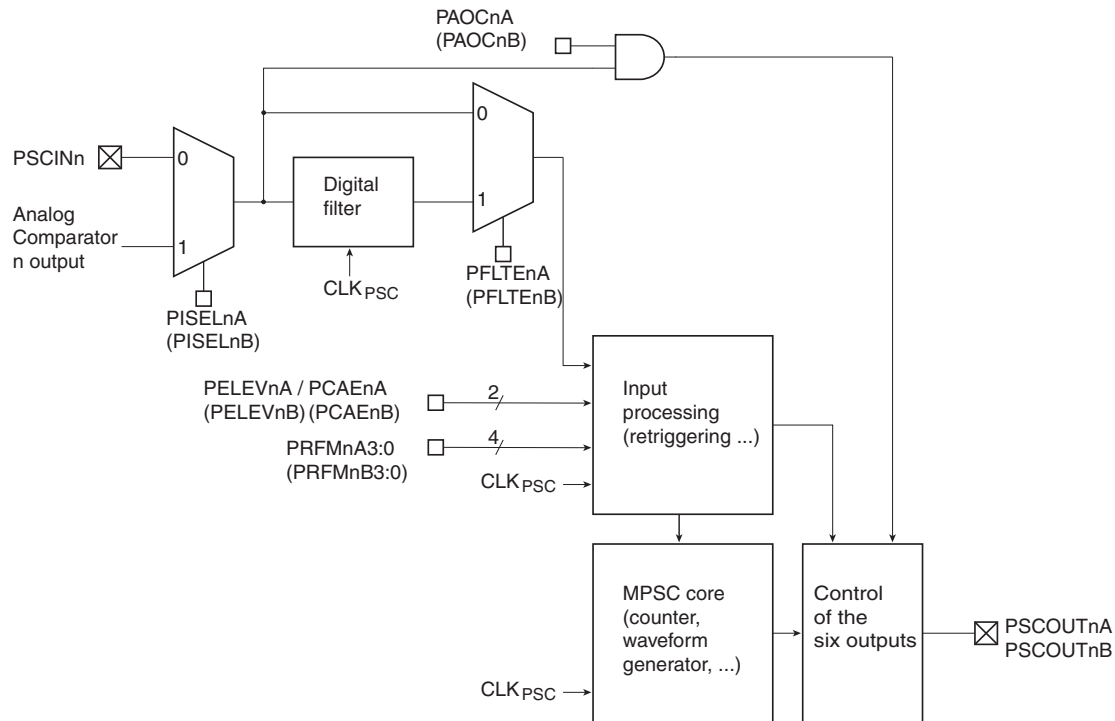 PAOCnA
(PAOCnB)
0
PSCINn
0
Digital
filter
1
Analog
Comparator
n output
1
CLKPSC
PFLTEnA
(PFLTEnB)
PISELnA
(PISELnB)
PELEVnA / PCAEnA
(PELEVnB) (PCAEnB)
2
Input
processing
(retriggering ...)
PRFMnA3:0
(PRFMnB3:0)
4
CLKPSC
MPSC core
(counter,
waveform
generator, ...)
Control
of the
six outputs
PSCOUTnA
PSCOUTnB
CLKPSC